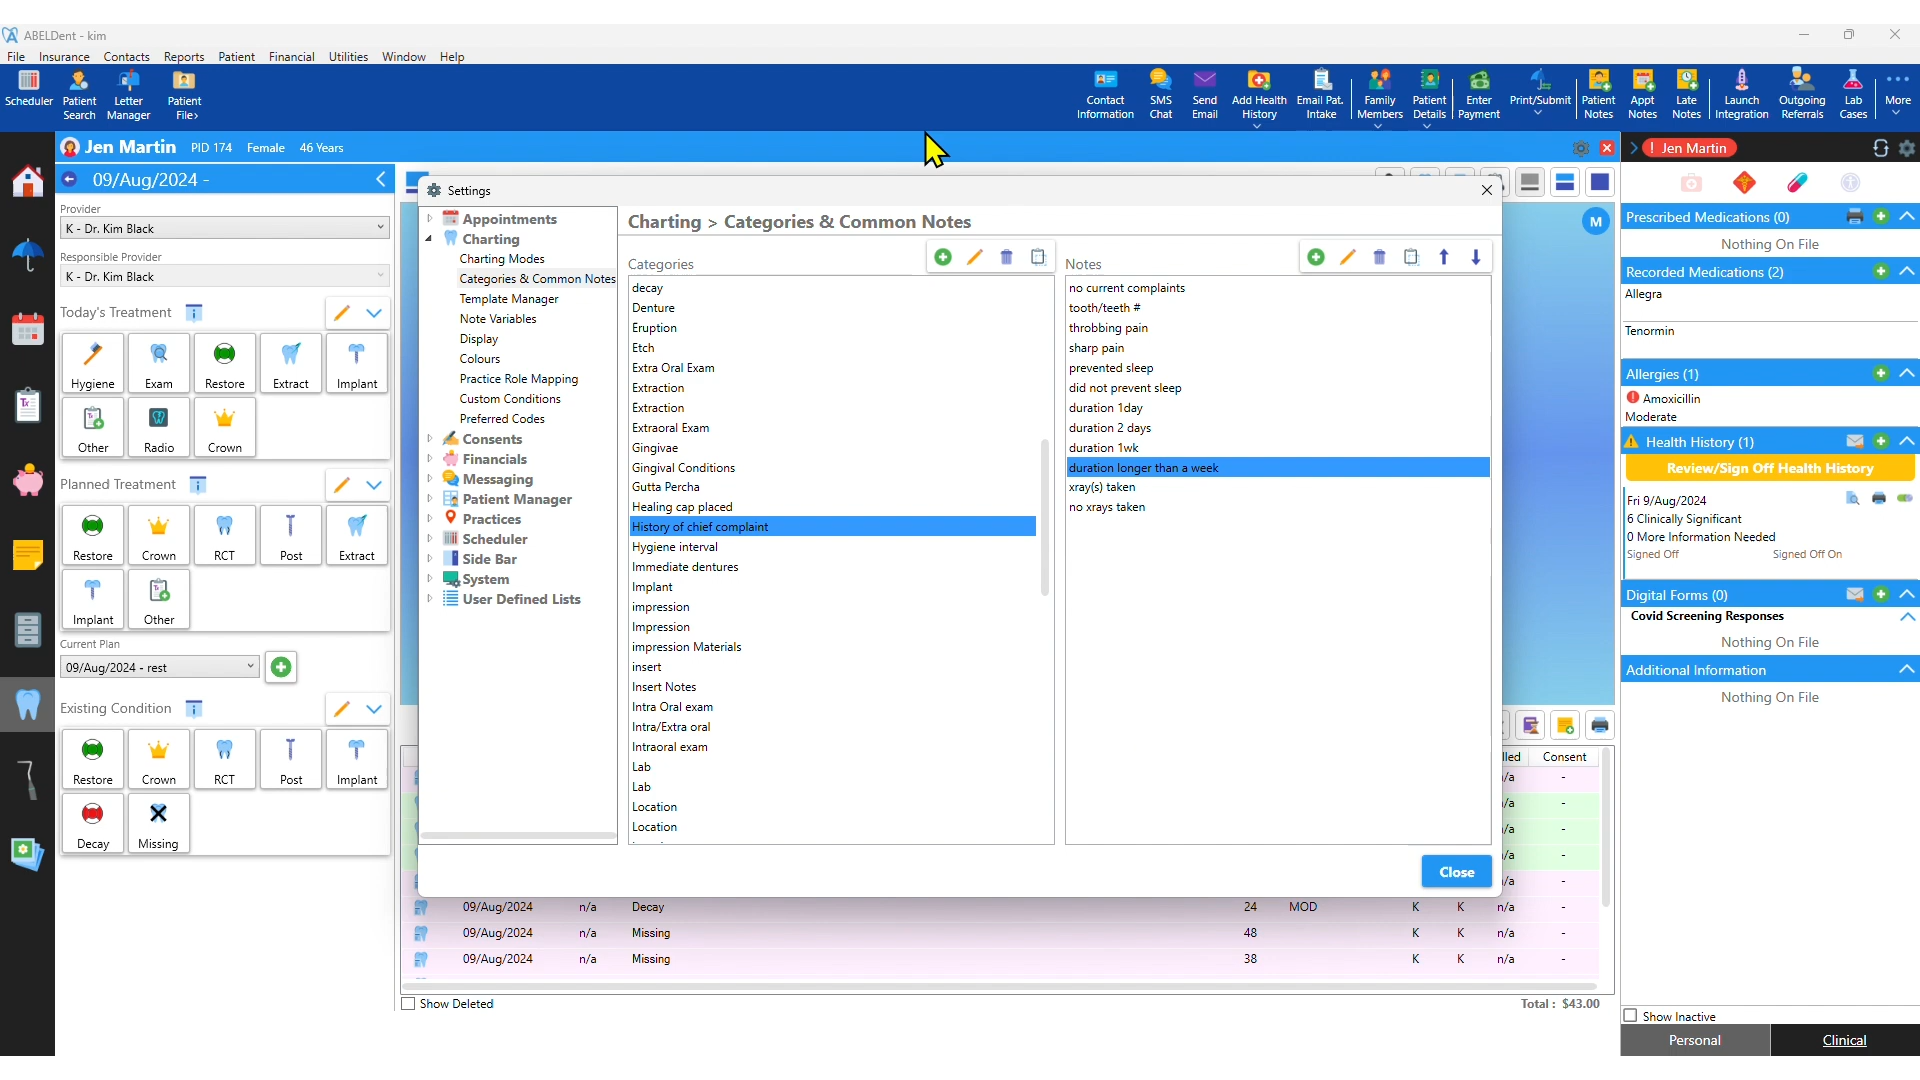 ABELDent - kim
File Insurance Contacts Reports Patient Financial Utilities Window Help
Scheduler
Patient Search
Letter Manager
Patient File>
Contact Information
SMS Chat
Send Email
Add Health History
Email Pat. Intake
Family Members
Patient Details
Enter Payment
Print/Submit
Patient Notes
Appt Notes
Late Notes
Launch Integration
Outgoing Referrals
Lab Cases
More
Jen Martin PID 174 Female 46 Years
09/Aug/2024 -
Provider
K - Dr. Kim Black
Responsible Provider
K - Dr. Kim Black
Today's Treatment
Hygiene Exam Restore Extract Implant
Other Radio Crown
Planned Treatment
Restore Crown RCT Post Extract
Implant Other
Current Plan
09/Aug/2024 - rest
Existing Condition
Restore Crown RCT Post Implant
Decay Missing
Settings
Appointments
Charting
Charting Modes
Categories & Common Notes
Template Manager
Note Variables
Display
Colours
Practice Role Mapping
Custom Conditions
Preferred Codes
Consents
Financials
Messaging
Patient Manager
Practices
Scheduler
Side Bar
System
User Defined Lists
Charting > Categories & Common Notes
Categories
decay
Denture
Eruption
Etch
Extra Oral Exam
Extraction
Extraction
Extraoral Exam
Gingivae
Gingival Conditions
Gutta Percha
Healing cap placed
History of chief complaint
Hygiene interval
Immediate dentures
Implant
impression
Impression
impression Materials
insert
Insert Notes
Intra Oral exam
Intra/Extra oral
Intraoral exam
Lab
Lab
Location
Location
Notes
no current complaints
tooth/teeth #
throbbing pain
sharp pain
prevented sleep
did not prevent sleep
duration 1day
duration 2 days
duration 1wk
duration longer than a week
xray(s) taken
no xrays taken
Close
M
lled Consent
/a -
/a -
/a -
/a -
/a -
09/Aug/2024 n/a Decay 24 MOD K K n/a -
09/Aug/2024 n/a Missing 48 K K n/a -
09/Aug/2024 n/a Missing 38 K K n/a -
Show Deleted
Total : $43.00
! Jen Martin
Prescribed Medications (0)
Nothing On File
Recorded Medications (2)
Allegra
Tenormin
Allergies (1)
Amoxicillin
Moderate
Health History (1)
Review/Sign Off Health History
Fri 9/Aug/2024
6 Clinically Significant
0 More Information Needed
Signed Off Signed Off On
Digital Forms (0)
Covid Screening Responses
Nothing On File
Additional Information
Nothing On File
Show Inactive
Personal Clinical